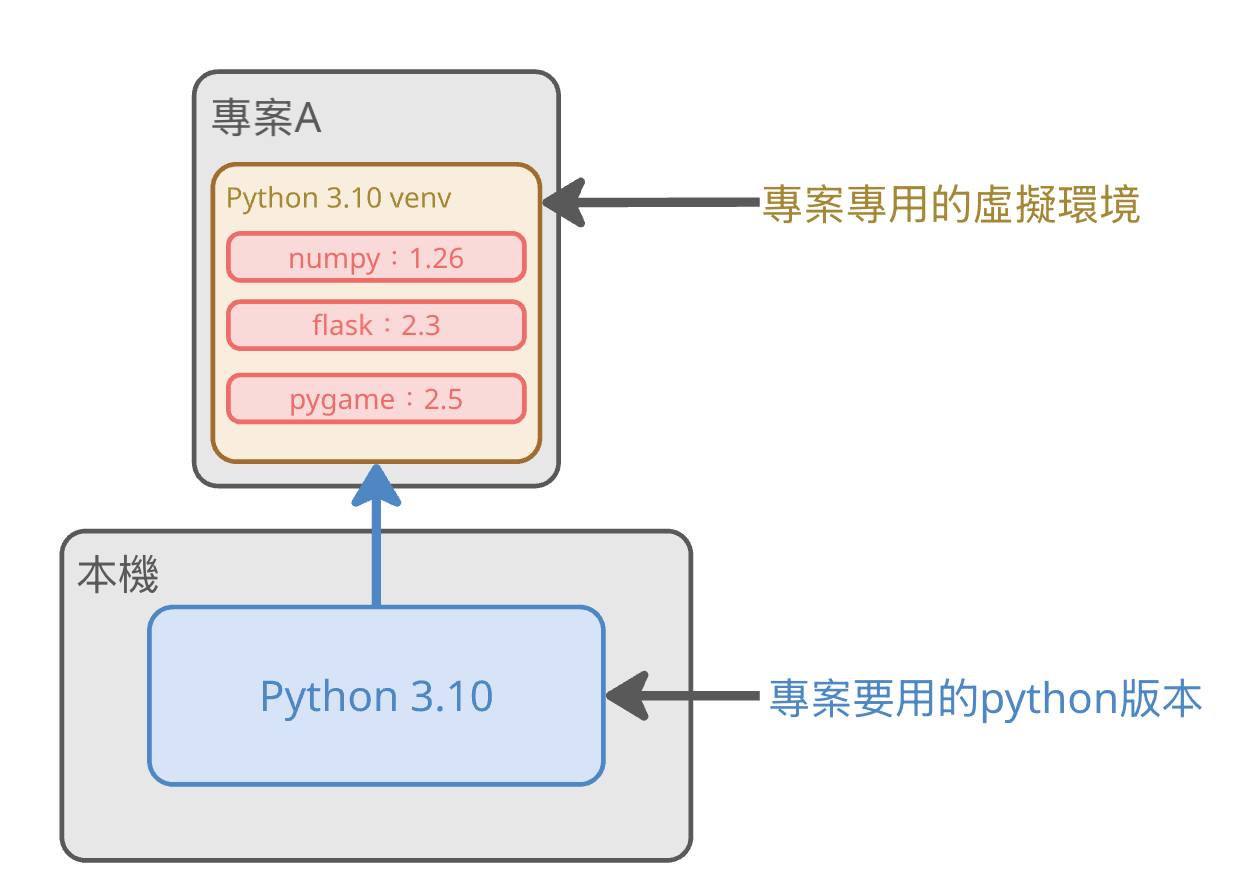 專案A
Python 3.10 venv
專案專用的虛擬環境
numpy：1.26
flask：2.3
pygame：2.5
本機
Python 3.10
專案要用的python版本